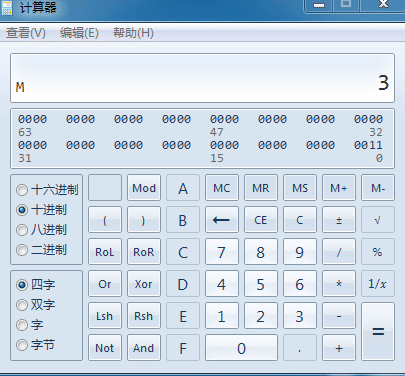 计算器
查看(V) 编辑(E) 帮助(H)
M 3
0000 0000 0000 0000 0000 0000 0000 0000
63 47 32
0000 0000 0000 0000 0000 0000 0000 0011
31 15 0
十六进制 Mod A MC MR MS M+ M-
十进制 ( ) B ← CE C ± √
八进制
二进制 RoL RoR C 7 8 9 / %
四字 Or Xor D 4 5 6 * 1/x
双字
字 Lsh Rsh E 1 2 3 - =
字节 Not And F 0 . +